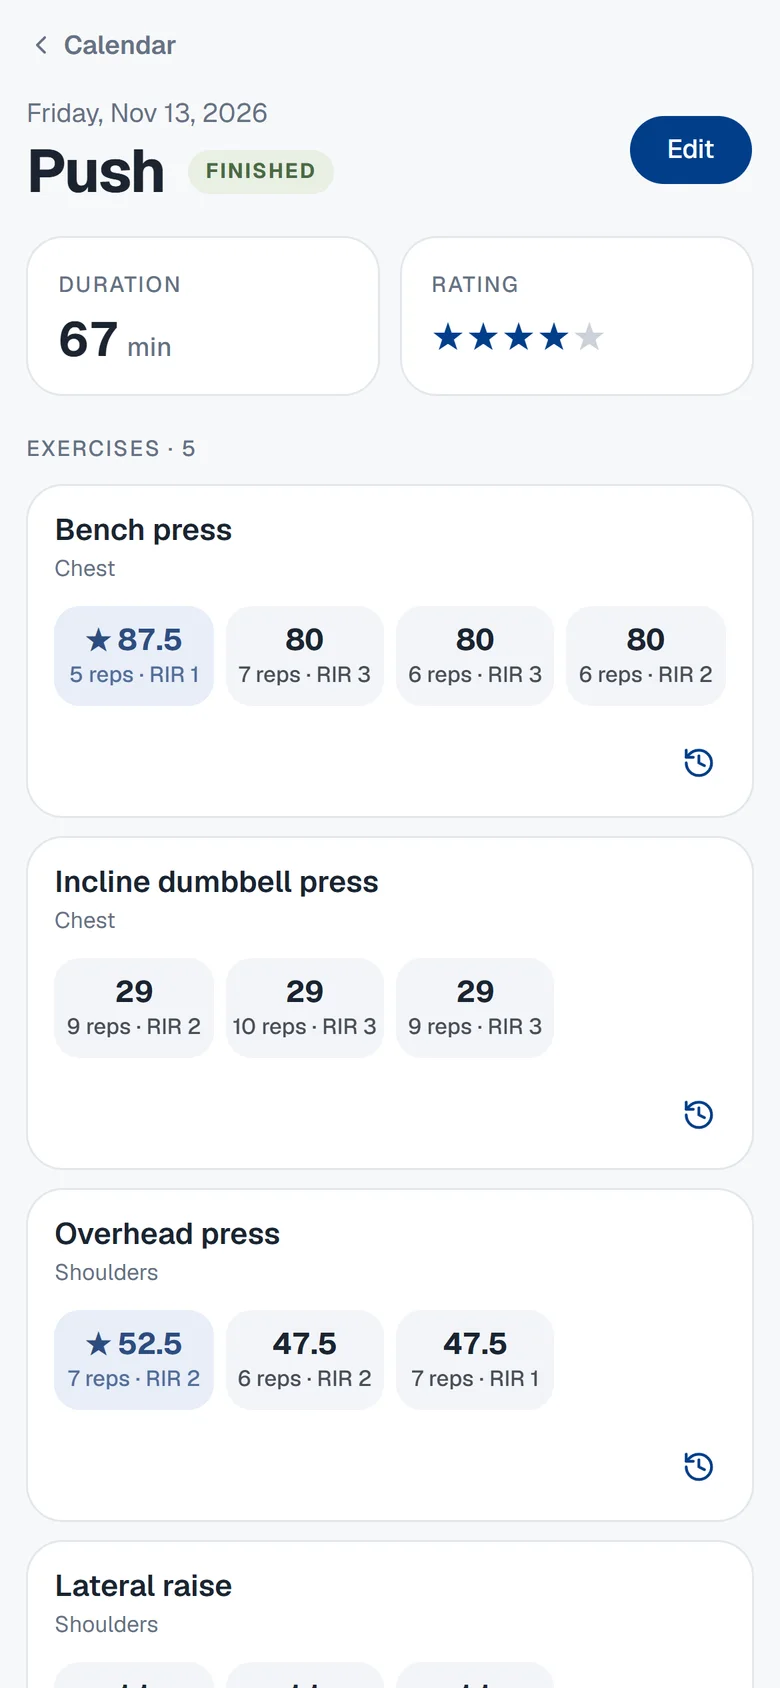 Calendar
Friday, Nov 13, 2026
Push FINISHED
Edit
DURATION
67 min
RATING
EXERCISES · 5
Bench press
Chest
★ 87.5
5 reps · RIR 1
80
7 reps · RIR 3
80
6 reps · RIR 3
80
6 reps · RIR 2
Incline dumbbell press
Chest
29
9 reps · RIR 2
29
10 reps · RIR 3
29
9 reps · RIR 3
Overhead press
Shoulders
★ 52.5
7 reps · RIR 2
47.5
6 reps · RIR 2
47.5
7 reps · RIR 1
Lateral raise
Shoulders